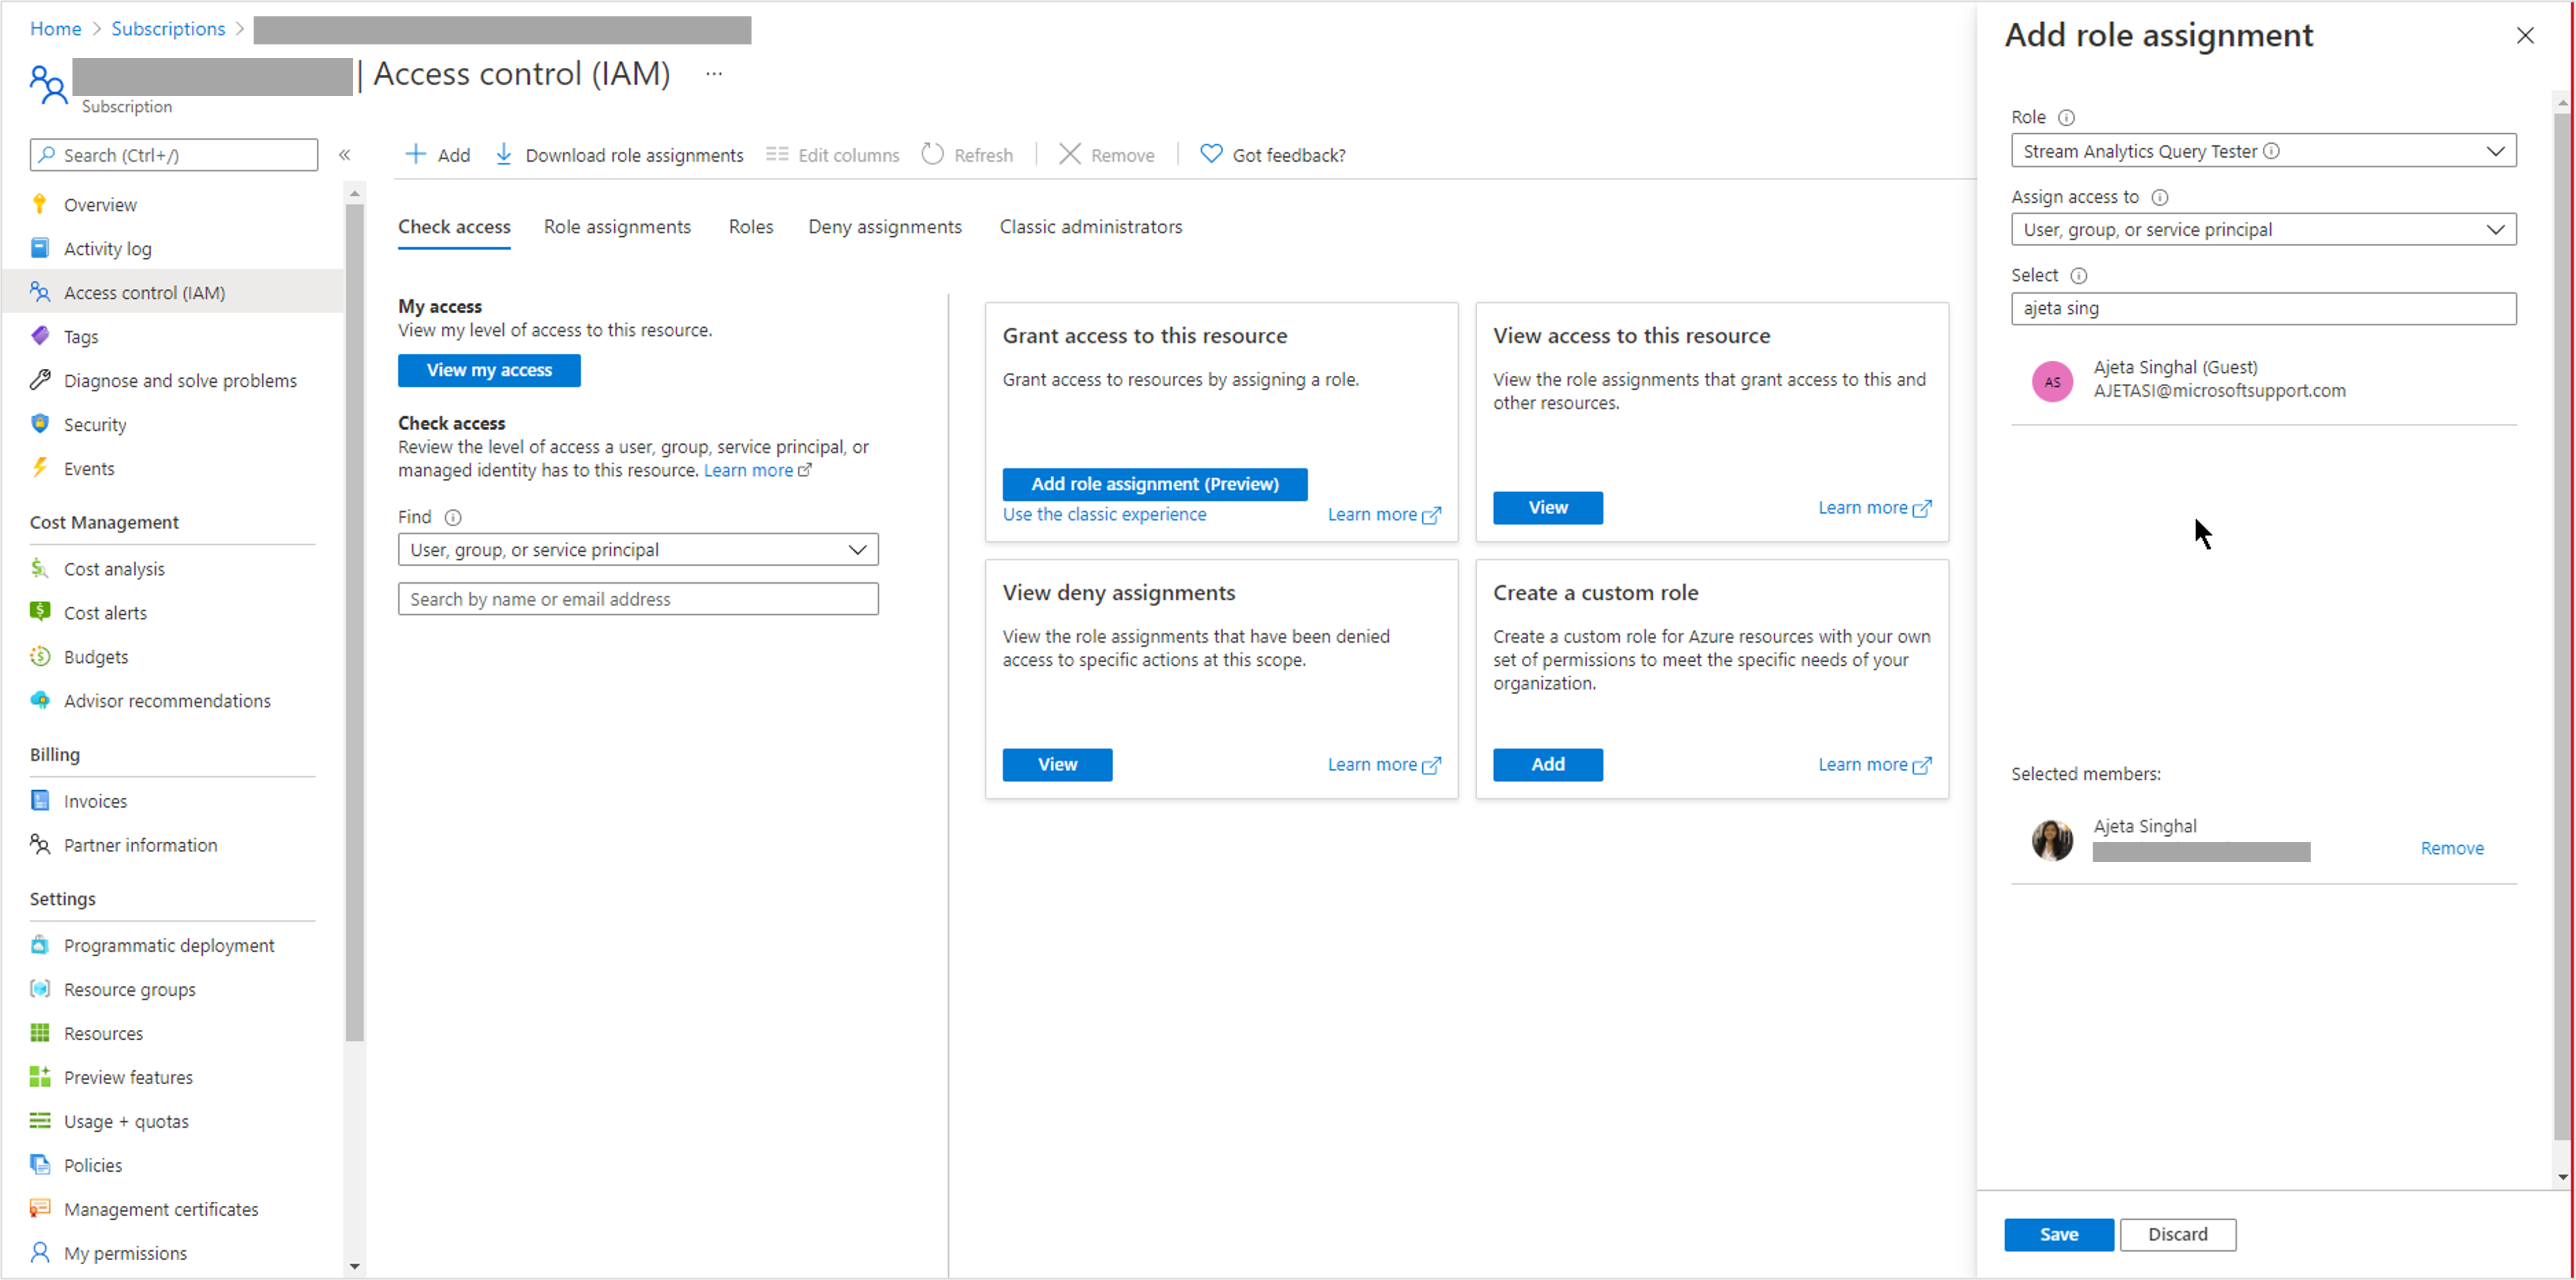 Home > Subscriptions >
| Access control (IAM) ...
Subscription
Search (Ctrl+/)
«
Overview
Activity log
Access control (IAM)
Tags
Diagnose and solve problems
Security
Events
Cost Management
Cost analysis
Cost alerts
Budgets
Advisor recommendations
Billing
Invoices
Partner information
Settings
Programmatic deployment
Resource groups
Resources
Preview features
Usage + quotas
Policies
Management certificates
My permissions
+ Add
Download role assignments
Edit columns
Refresh
Remove
Got feedback?
Check access
Role assignments
Roles
Deny assignments
Classic administrators
My access
View my level of access to this resource.
View my access
Check access
Review the level of access a user, group, service principal, or
managed identity has to this resource. Learn more
Find
User, group, or service principal
Search by name or email address
Grant access to this resource
Grant access to resources by assigning a role.
Add role assignment (Preview)
Use the classic experience
Learn more
View access to this resource
View the role assignments that grant access to this and
other resources.
View
Learn more
View deny assignments
View the role assignments that have been denied
access to specific actions at this scope.
View
Learn more
Create a custom role
Create a custom role for Azure resources with your own
set of permissions to meet the specific needs of your
organization.
Add
Learn more
Add role assignment
Role
Stream Analytics Query Tester
Assign access to
User, group, or service principal
Select
ajeta sing
AS
Ajeta Singhal (Guest)
AJETASI@microsoftsupport.com
Selected members:
Ajeta Singhal
Remove
Save
Discard